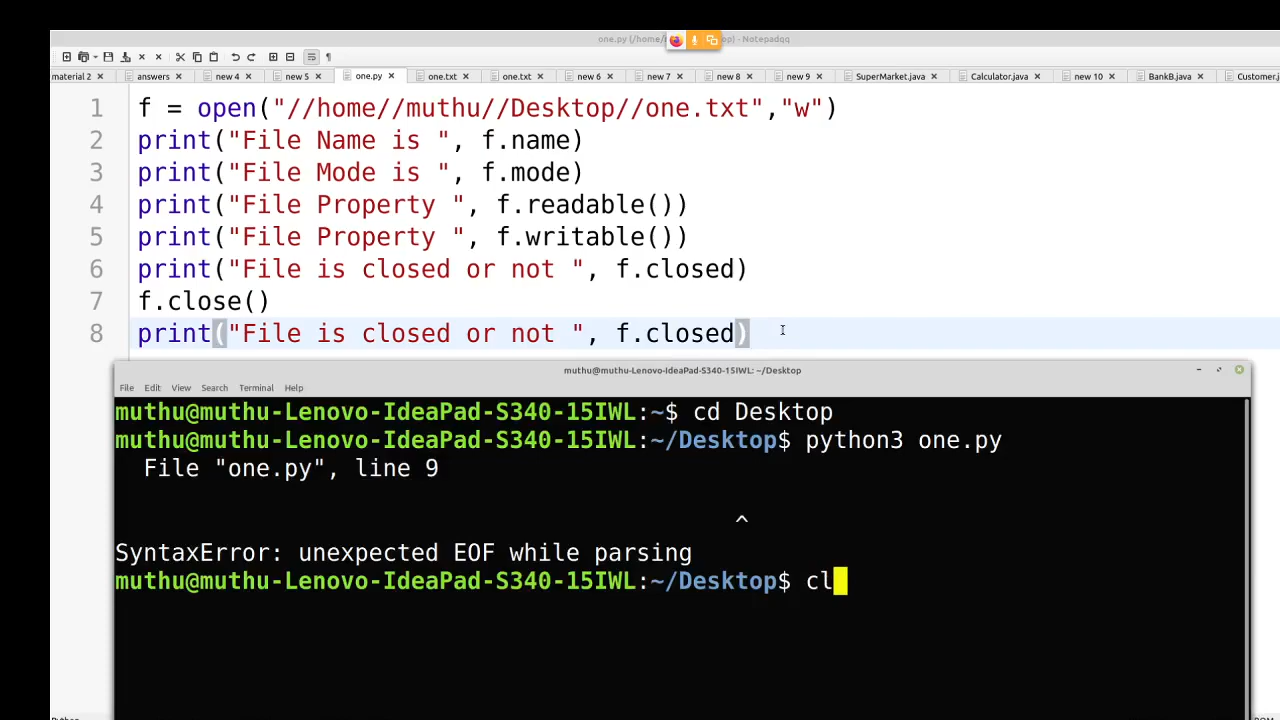 one.py (/home/ op) - Notepadqq
material 2 answers new 4 new 5 one.py one.txt one.txt new 6 new 7 new 8 new 9 SuperMarket.java Calculator.java new 10 BankB.java Customer.
1 f = open("//home//muthu//Desktop//one.txt","w")
2 print("File Name is ", f.name)
3 print("File Mode is ", f.mode)
4 print("File Property ", f.readable())
5 print("File Property ", f.writable())
6 print("File is closed or not ", f.closed)
7 f.close()
8 print("File is closed or not ", f.closed)
muthu@muthu-Lenovo-IdeaPad-S340-15IWL: ~/Desktop
File Edit View Search Terminal Help
muthu@muthu-Lenovo-IdeaPad-S340-15IWL:~$ cd Desktop
muthu@muthu-Lenovo-IdeaPad-S340-15IWL:~/Desktop$ python3 one.py
File "one.py", line 9
^
SyntaxError: unexpected EOF while parsing
muthu@muthu-Lenovo-IdeaPad-S340-15IWL:~/Desktop$ cl